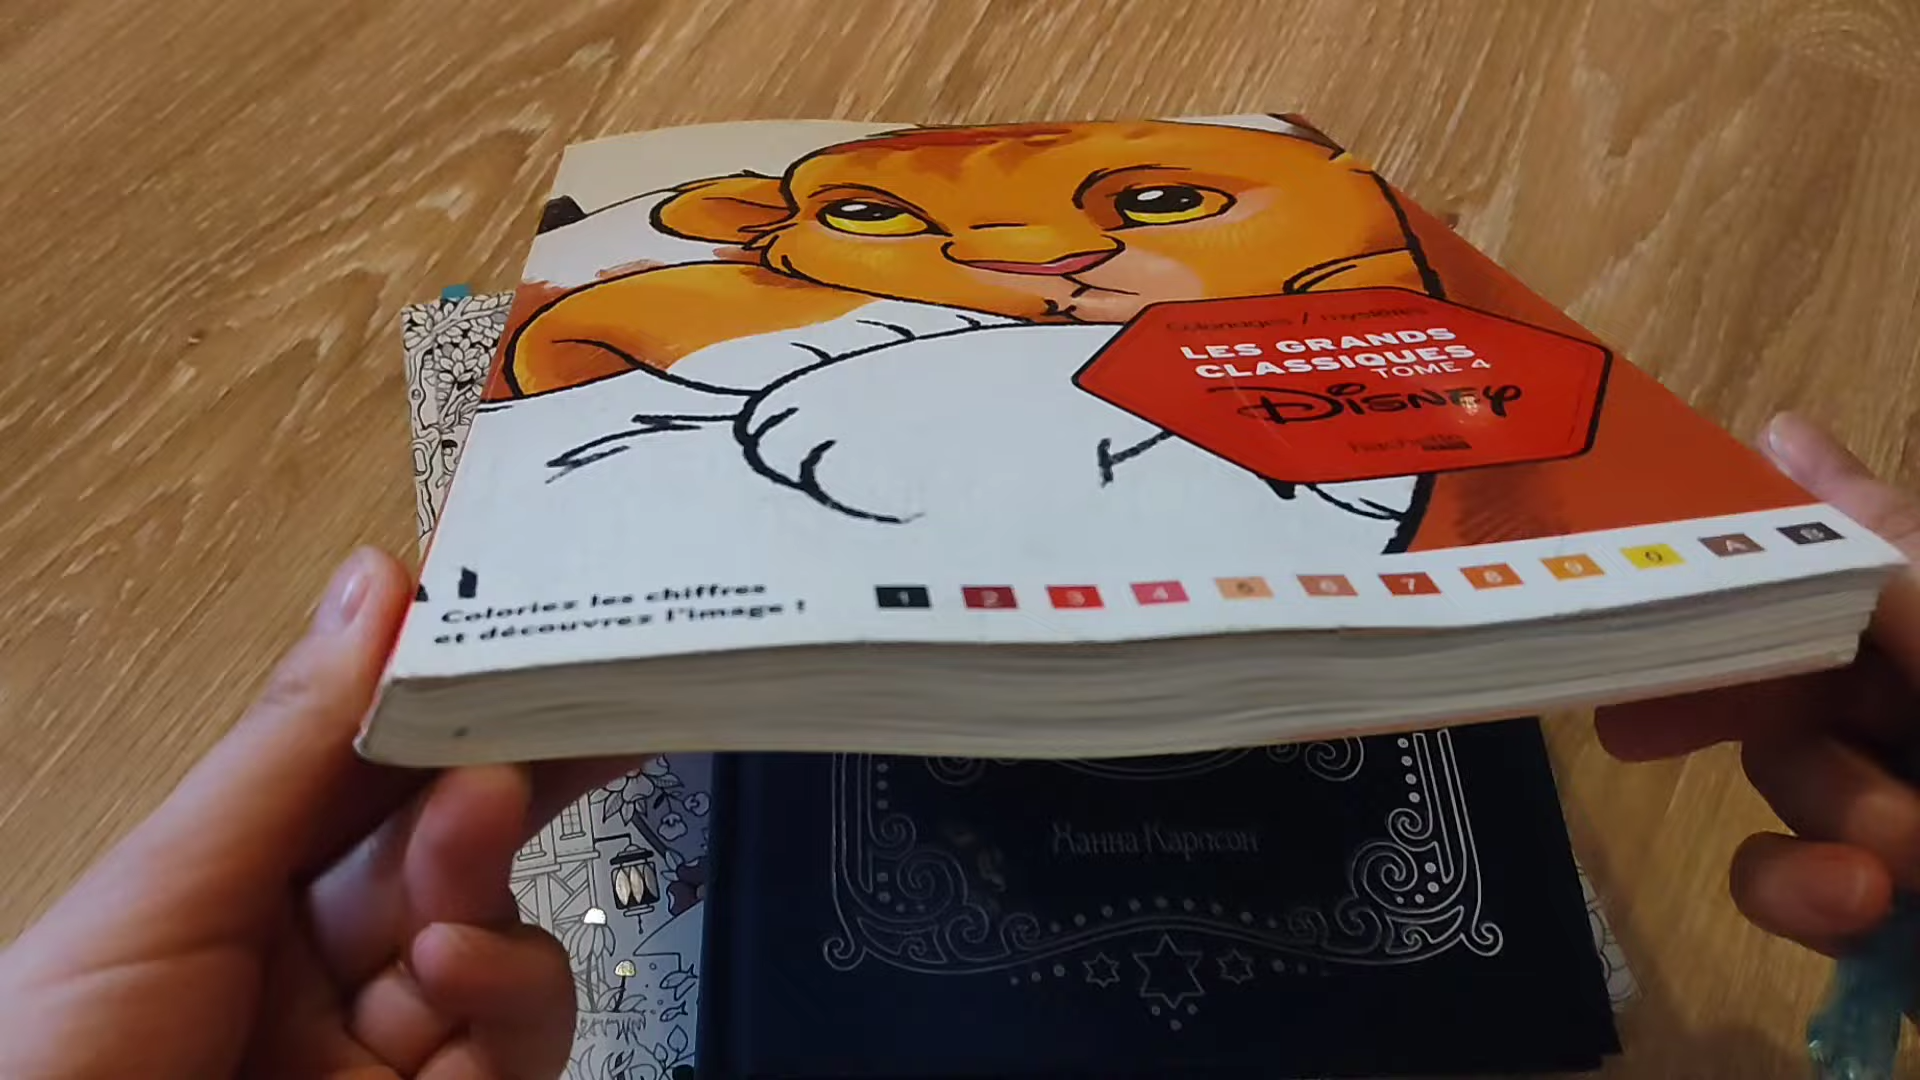 Coloriages / mystères
LES GRANDS
CLASSIQUES
TOME 4
Disney
Coloriez les chiffres
et découvrez l'image !
1 2 3 4 5 6 7 8 9 0 A B
Ханна Карлсон